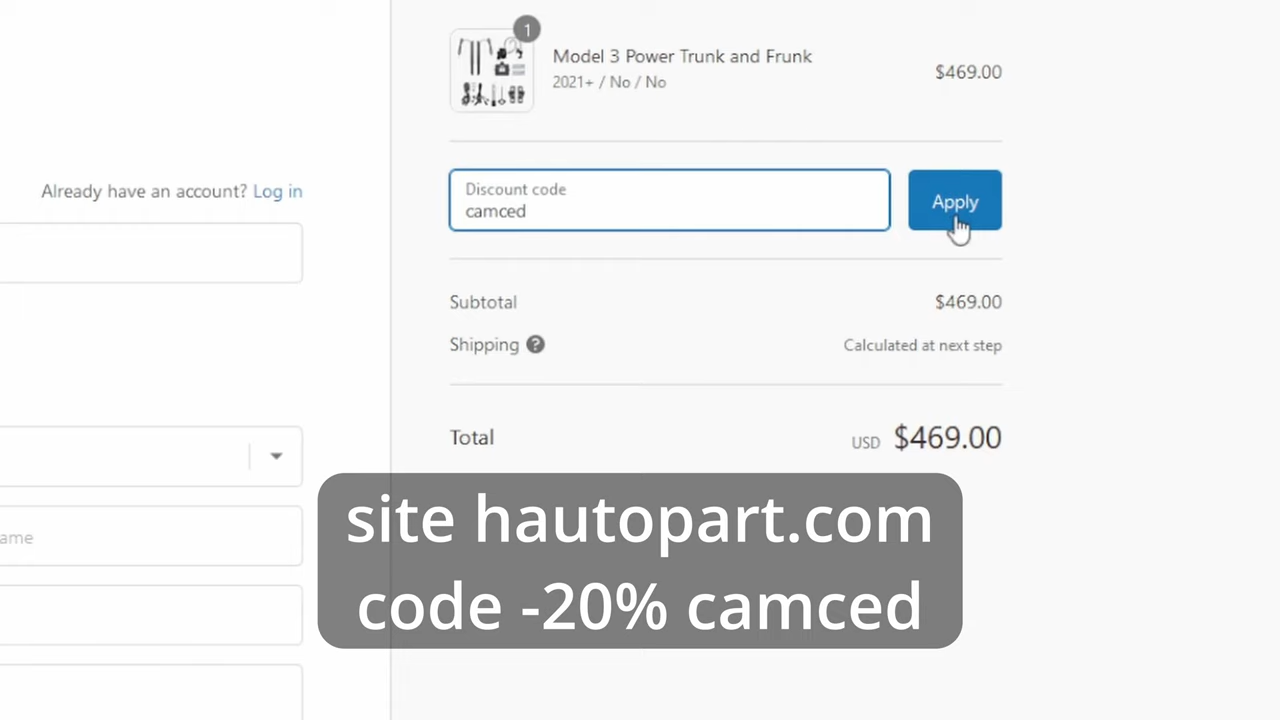 1
Model 3 Power Trunk and Frunk
$469.00
2021+ / No / No
Already have an account? Log in
Discount code
camced
Apply
Subtotal
$469.00
Shipping ?
Calculated at next step
Total
USD $469.00
ame
site hautopart.com
code -20% camced